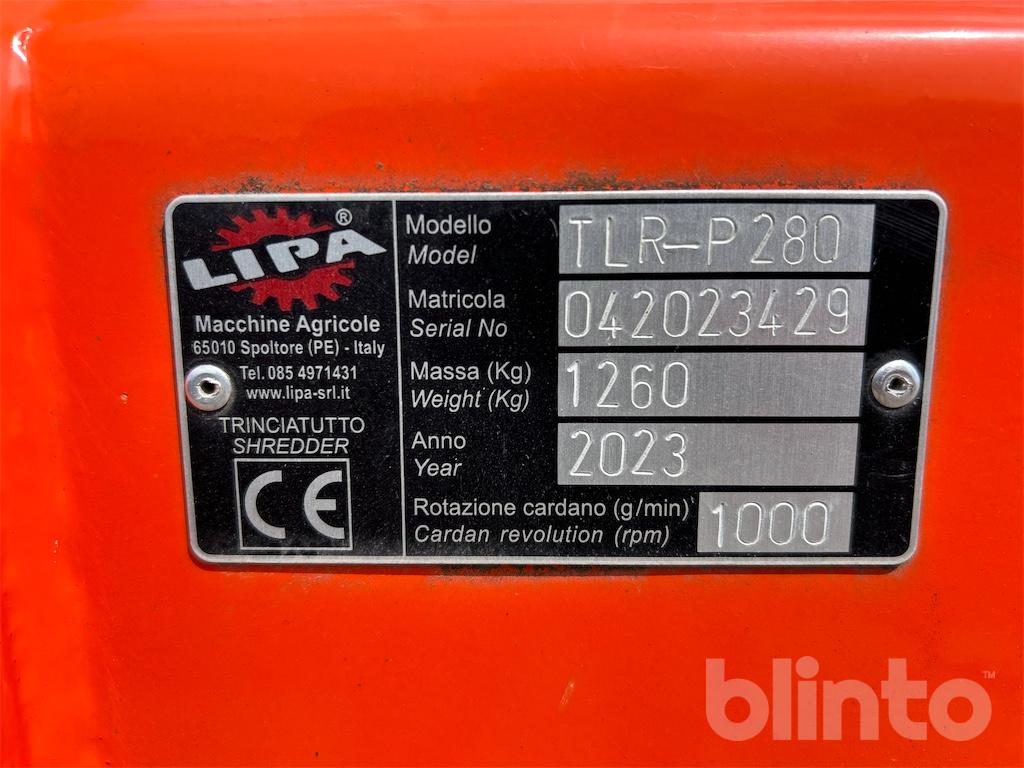 LIPA®
Macchine Agricole
65010 Spoltore (PE) - Italy
Tel. 085 4971431
www.lipa-srl.it
TRINCIATUTTO
SHREDDER
CE
Modello
Model
TLR-P280
Matricola
Serial No
042023429
Massa (Kg)
Weight (Kg)
1260
Anno
Year
2023
Rotazione cardano (g/min)
Cardan revolution (rpm)
1000
blinto™